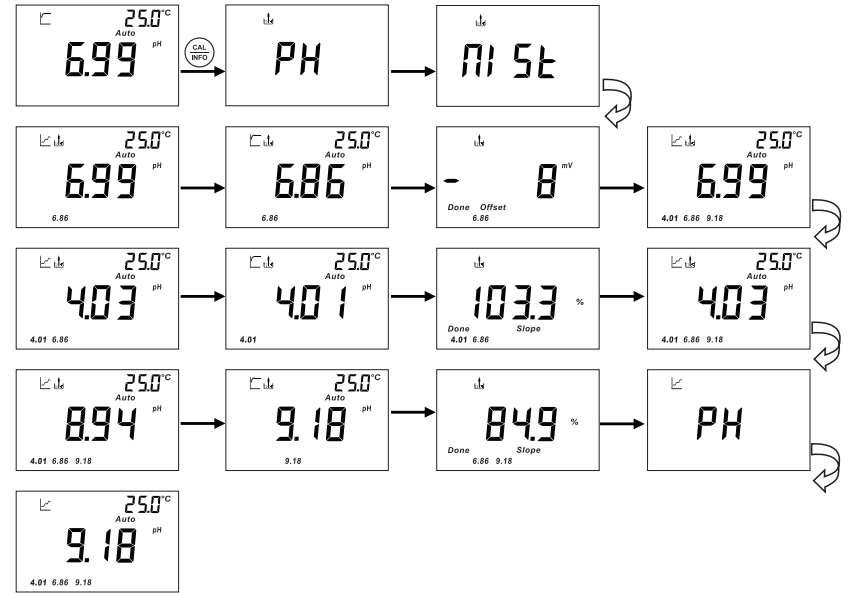 25.0°C
Auto
6.99 pH
CAL
INFO
PH
NI St
25.0°C
Auto
6.99 pH
6.86
25.0°C
Auto
6.86 pH
6.86
- 8 mV
Done Offset
6.86
25.0°C
Auto
6.99 pH
4.01 6.86 9.18
25.0°C
Auto
4.03 pH
4.01 6.86
25.0°C
Auto
4.01 pH
4.01
103.3 %
Done Slope
4.01 6.86
25.0°C
Auto
4.03 pH
4.01 6.86 9.18
25.0°C
Auto
8.94 pH
4.01 6.86 9.18
25.0°C
Auto
9.18 pH
9.18
84.9 %
Done Slope
6.86 9.18
PH
25.0°C
Auto
9.18 pH
4.01 6.86 9.18